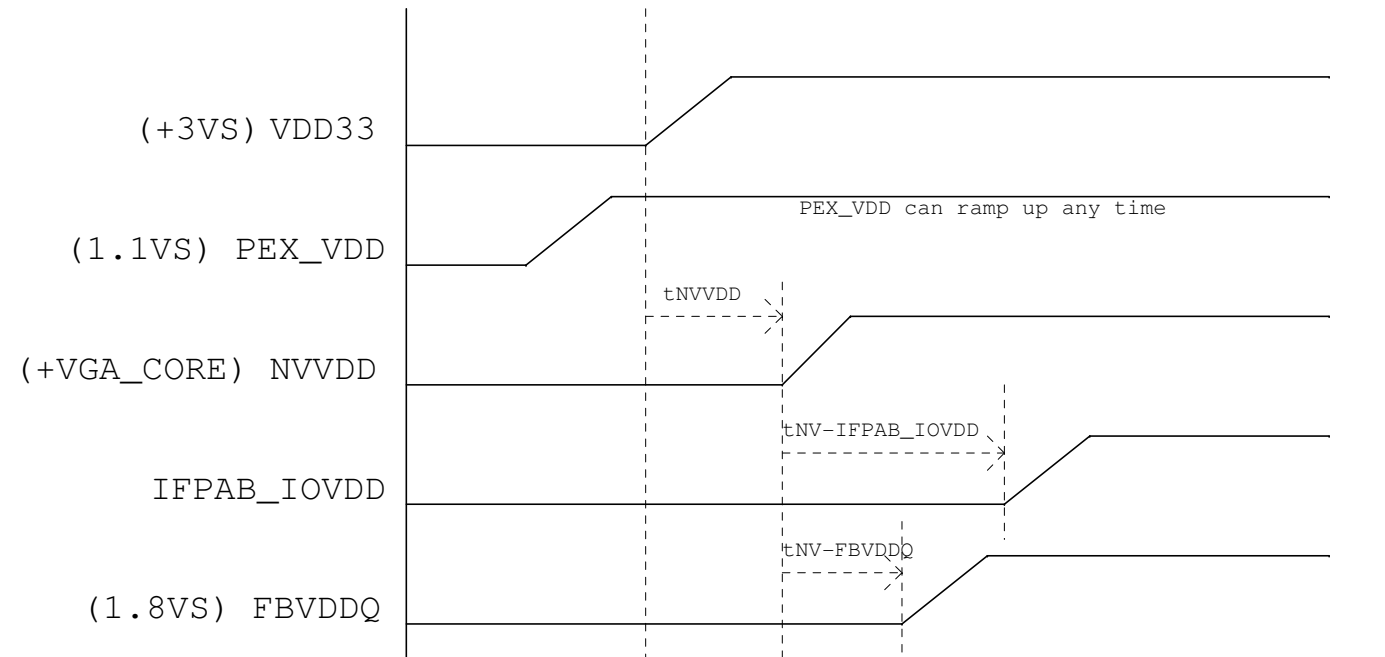 (+3VS) VDD33
PEX_VDD can ramp up any time
(1.1VS) PEX_VDD
tNVVDD
(+VGA_CORE) NVVDD
tNV-IFPAB_IOVDD
IFPAB_IOVDD
tNV-FBVDDQ
(1.8VS) FBVDDQ